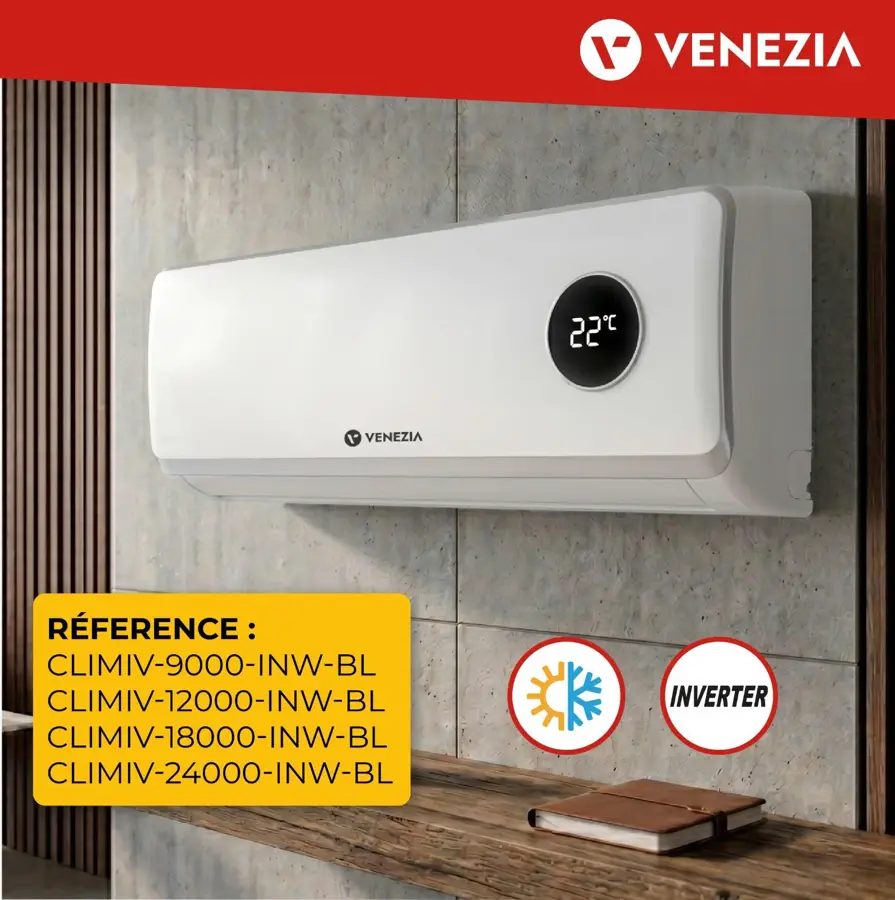 VENEZIA
22°C
VENEZIA
RÉFERENCE :
CLIMIV-9000-INW-BL
CLIMIV-12000-INW-BL
CLIMIV-18000-INW-BL
CLIMIV-24000-INW-BL
INVERTER